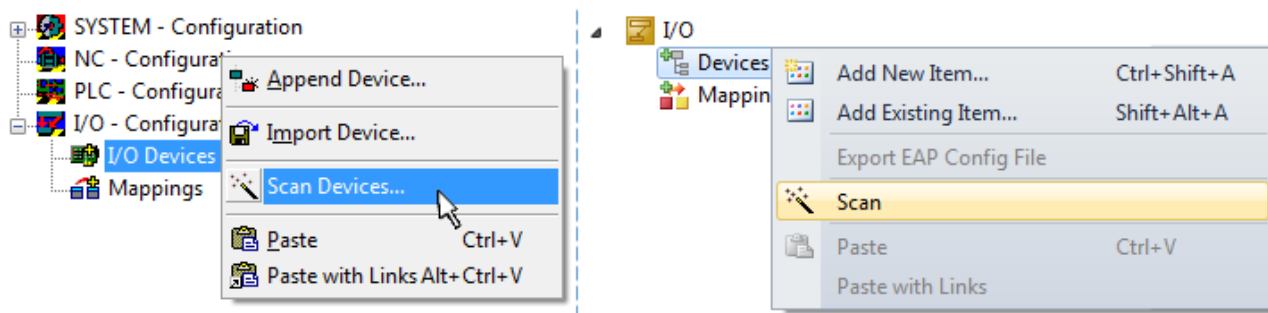 SYSTEM - Configuration
NC - Configurat
PLC - Configura
I/O - Configurat
I/O Devices
Mappings
Append Device...
Import Device...
Scan Devices...
Paste Ctrl+V
Paste with Links Alt+Ctrl+V
I/O
Devices
Mappin
Add New Item... Ctrl+Shift+A
Add Existing Item... Shift+Alt+A
Export EAP Config File
Scan
Paste Ctrl+V
Paste with Links